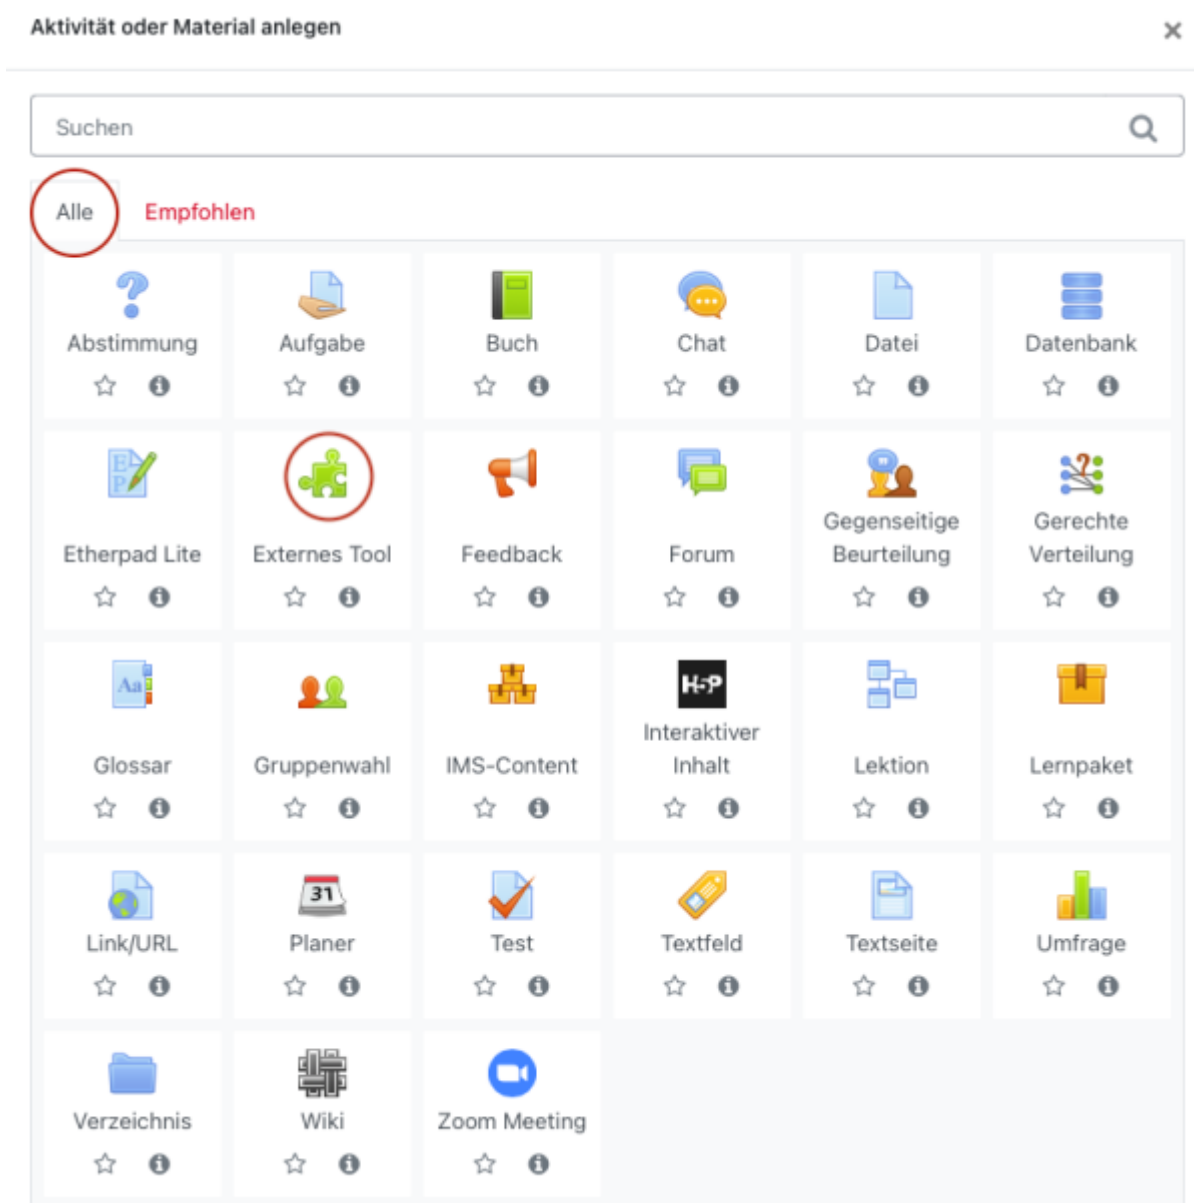 Aktivität oder Material anlegen
Suchen
Alle Empfohlen
Abstimmung Aufgabe Buch Chat Datei Datenbank
E
P
Etherpad Lite Externes Tool Feedback Forum Gegenseitige Beurteilung Gerechte Verteilung
Aa H5P
Glossar Gruppenwahl IMS-Content Interaktiver Inhalt Lektion Lernpaket
31
Link/URL Planer Test Textfeld Textseite Umfrage
Verzeichnis Wiki Zoom Meeting